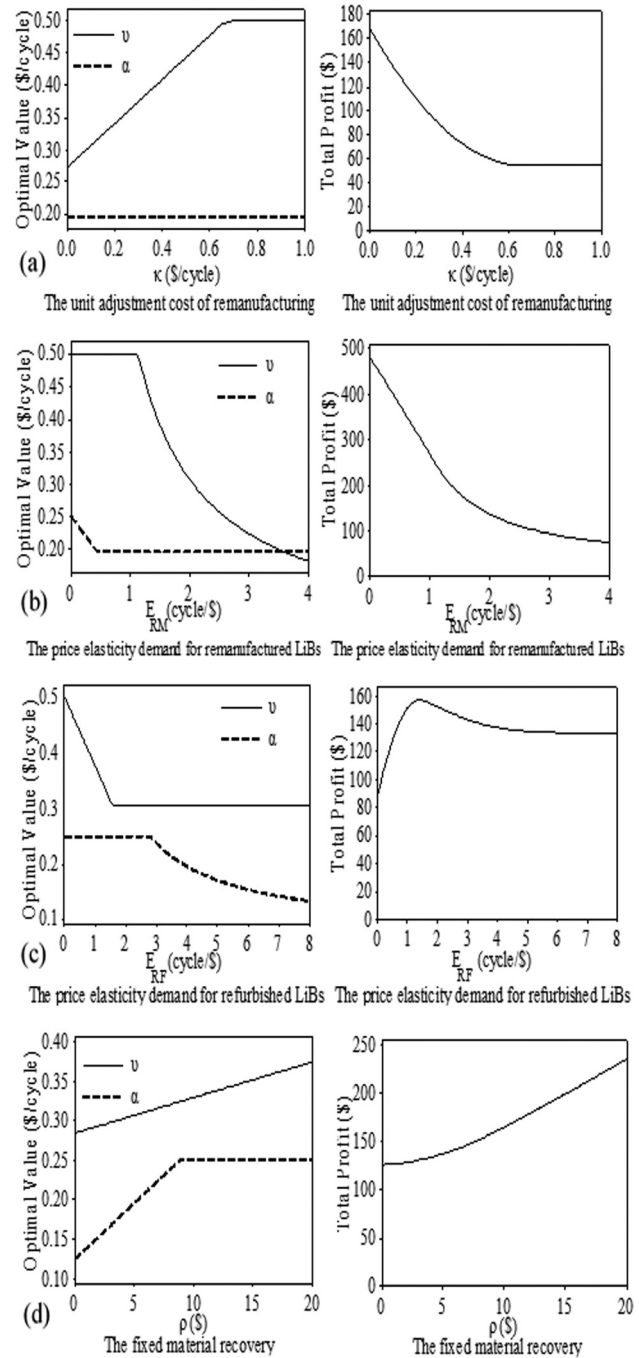 Optimal Value ($/cycle)
0.50
0.45
0.40
0.35
0.30
0.25
0.20
υ
α
0.0 0.2 0.4 0.6 0.8 1.0
κ ($/cycle)
The unit adjustment cost of remanufacturing
(a)
Total Profit ($)
180
160
140
120
100
80
60
40
20
0
0.0 0.2 0.4 0.6 0.8 1.0
κ ($/cycle)
The unit adjustment cost of remanufacturing
Optimal Value ($/cycle)
0.50
0.45
0.40
0.35
0.30
0.25
0.20
υ
α
0 1 2 3 4
E RM (cycle/$)
The price elasticity demand for remanufactured LiBs
(b)
Total Profit ($)
500
400
300
200
100
0
0 1 2 3 4
E RM (cycle/$)
The price elasticity demand for remanufactured LiBs
Optimal Value ($/cycle)
0.5
0.4
0.3
0.2
0.1
υ
α
0 1 2 3 4 5 6 7 8
E RF (cycle/$)
The price elasticity demand for refurbished LiBs
(c)
Total Profit ($)
160
140
120
100
80
60
40
20
0
0 1 2 3 4 5 6 7 8
E RF (cycle/$)
The price elasticity demand for refurbished LiBs
Optimal Value ($/cycle)
0.40
0.35
0.30
0.25
0.20
0.15
0.10
υ
α
0 5 10 15 20
ρ($)
The fixed material recovery
(d)
Total Profit ($)
250
200
150
100
50
0
0 5 10 15 20
ρ($)
The fixed material recovery